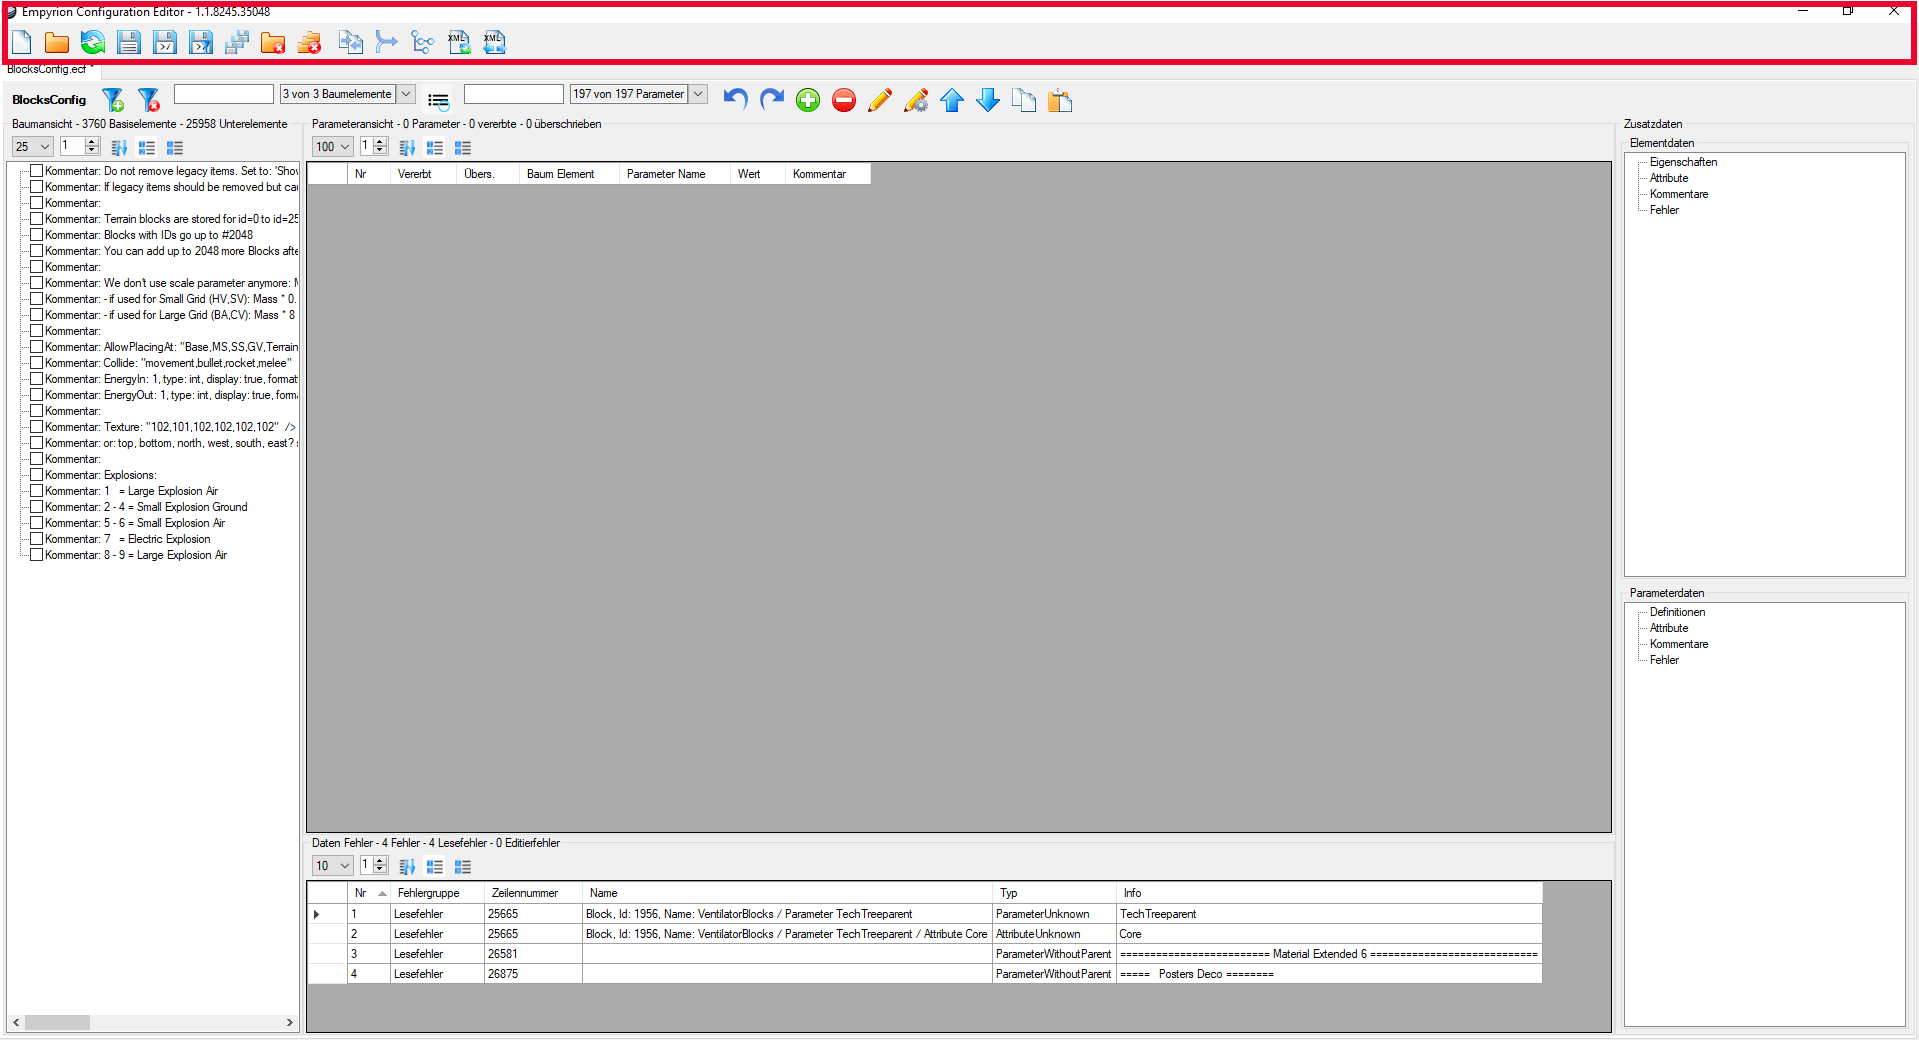 Empyrion Configuration Editor - 1.1.8245.35048
XML XML
BlocksConfig.ecf *
BlocksConfig
3 von 3 Baumelemente
197 von 197 Parameter
Baumansicht - 3760 Basiselemente - 25958 Unterelemente
25 1
Kommentar: Do not remove legacy items. Set to: 'Show
Kommentar: If legacy items should be removed but
Kommentar:
Kommentar: Terrain blocks are stored for id=0 to id=25
Kommentar: Blocks with IDs go up to #2048
Kommentar: You can add up to 2048 more Blocks afte
Kommentar:
Kommentar: We don't use scale parameter anymore: M
Kommentar: - if used for Small Grid (HV,SV): Mass * 0.
Kommentar: - if used for Large Grid (BA,CV): Mass * 8
Kommentar:
Kommentar: AllowPlacingAt: "Base,MS,SS,GV,Terrain
Kommentar: Collide: "movement,bullet,rocket,melee"
Kommentar: EnergyIn: 1, type: int, display: true, format
Kommentar: EnergyOut: 1, type: int, display: true, form
Kommentar:
Kommentar: Texture: "102,101,102,102,102,102" />
Kommentar: or: top, bottom, north, west, south, east?
Kommentar:
Kommentar: Explosions:
Kommentar: 1 = Large Explosion Air
Kommentar: 2 - 4 = Small Explosion Ground
Kommentar: 5 - 6 = Small Explosion Air
Kommentar: 7 = Electric Explosion
Kommentar: 8 - 9 = Large Explosion Air
Parameteransicht - 0 Parameter - 0 vererbte - 0 überschrieben
100 1
Nr Vererbt Übers. Baum Element Parameter Name Wert Kommentar
Daten Fehler - 4 Fehler - 4 Lesefehler - 0 Editierfehler
10 1
Nr Fehlergruppe Zeilennummer Name Typ Info
1 Lesefehler 25665 Block, Id: 1956, Name: VentilatorBlocks / Parameter TechTreeparent ParameterUnknown TechTreeparent
2 Lesefehler 25665 Block, Id: 1956, Name: VentilatorBlocks / Parameter TechTreeparent / Attribute Core AttributeUnknown Core
3 Lesefehler 26581 ParameterWithoutParent ========================= Material Extended 6 ============================
4 Lesefehler 26875 ParameterWithoutParent ===== Posters Deco ========
Zusatzdaten
Elementdaten
Eigenschaften
Attribute
Kommentare
Fehler
Parameterdaten
Definitionen
Attribute
Kommentare
Fehler